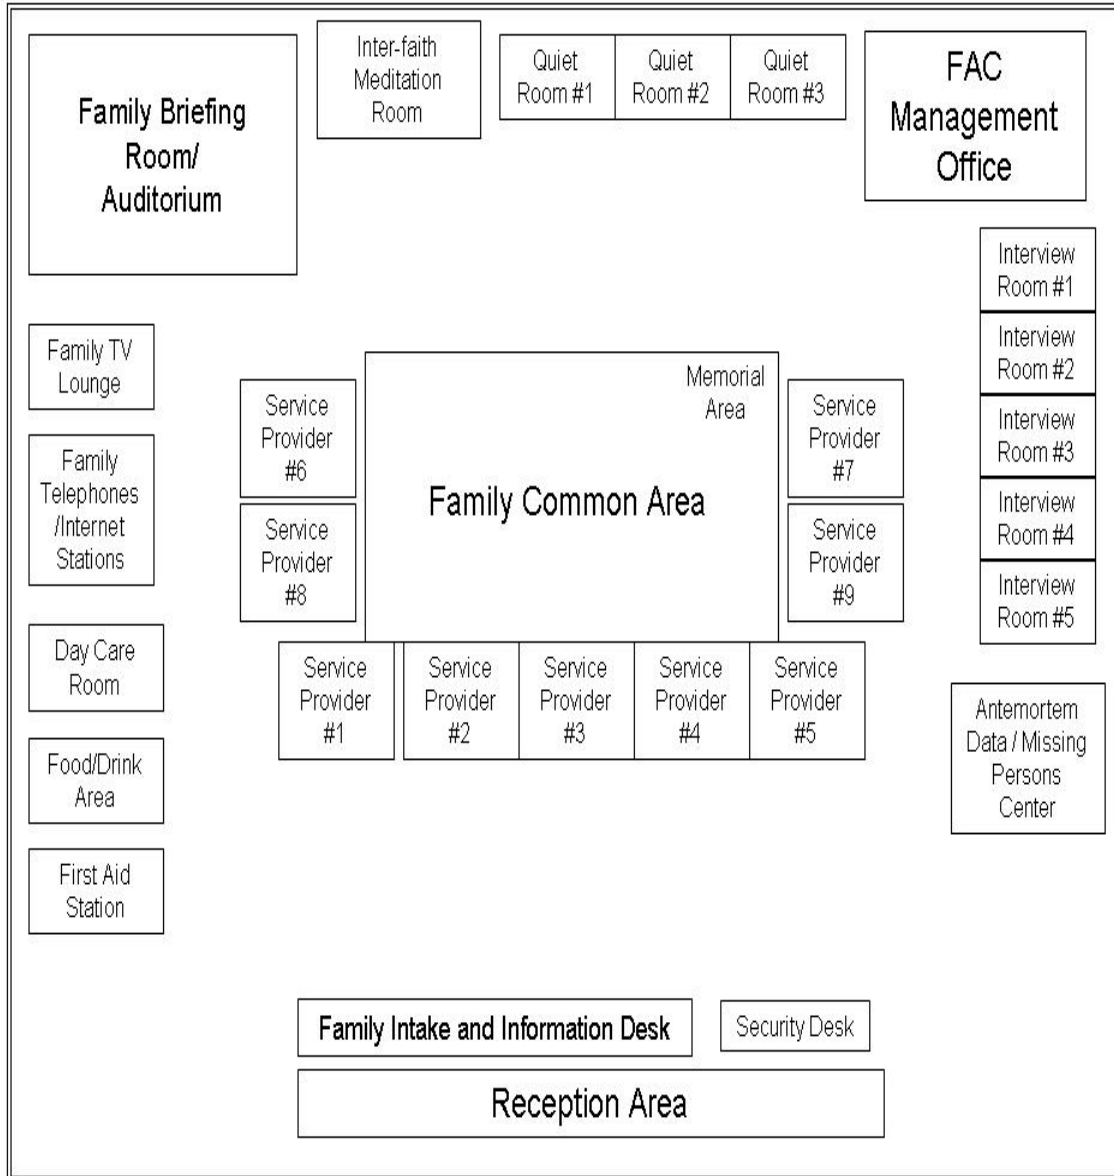 Family Briefing
Room/
Auditorium
Inter-faith
Meditation
Room
Quiet
Room #1
Quiet
Room #2
Quiet
Room #3
FAC
Management
Office
Interview
Room #1
Interview
Room #2
Interview
Room #3
Interview
Room #4
Interview
Room #5
Family TV
Lounge
Family
Telephones
/Internet
Stations
Day Care
Room
Food/Drink
Area
First Aid
Station
Service
Provider
#6
Service
Provider
#8
Memorial
Area
Family Common Area
Service
Provider
#7
Service
Provider
#9
Service
Provider
#1
Service
Provider
#2
Service
Provider
#3
Service
Provider
#4
Service
Provider
#5
Antemortem
Data / Missing
Persons
Center
Family Intake and Information Desk
Security Desk
Reception Area